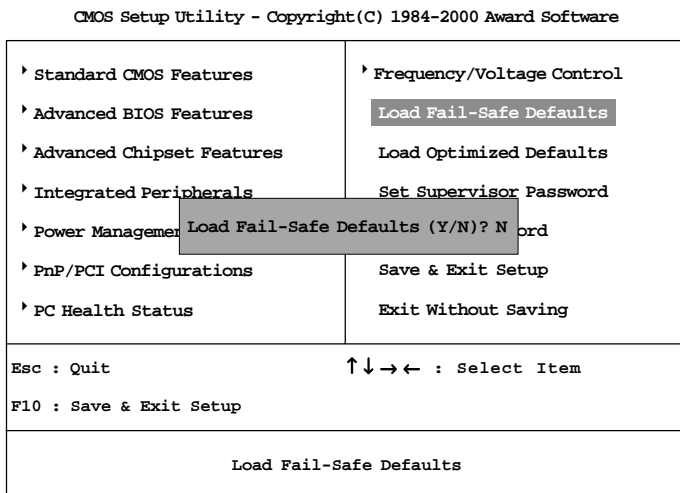 CMOS Setup Utility - Copyright(C) 1984-2000 Award Software
Standard CMOS Features
Advanced BIOS Features
Advanced Chipset Features
Integrated Peripherals
Power Managemen
PnP/PCI Configurations
PC Health Status
Frequency/Voltage Control
Load Fail-Safe Defaults
Load Optimized Defaults
Set Supervisor Password
ord
Save & Exit Setup
Exit Without Saving
Load Fail-Safe Defaults (Y/N)? N
Esc : Quit
↑↓→← : Select Item
F10 : Save & Exit Setup
Load Fail-Safe Defaults